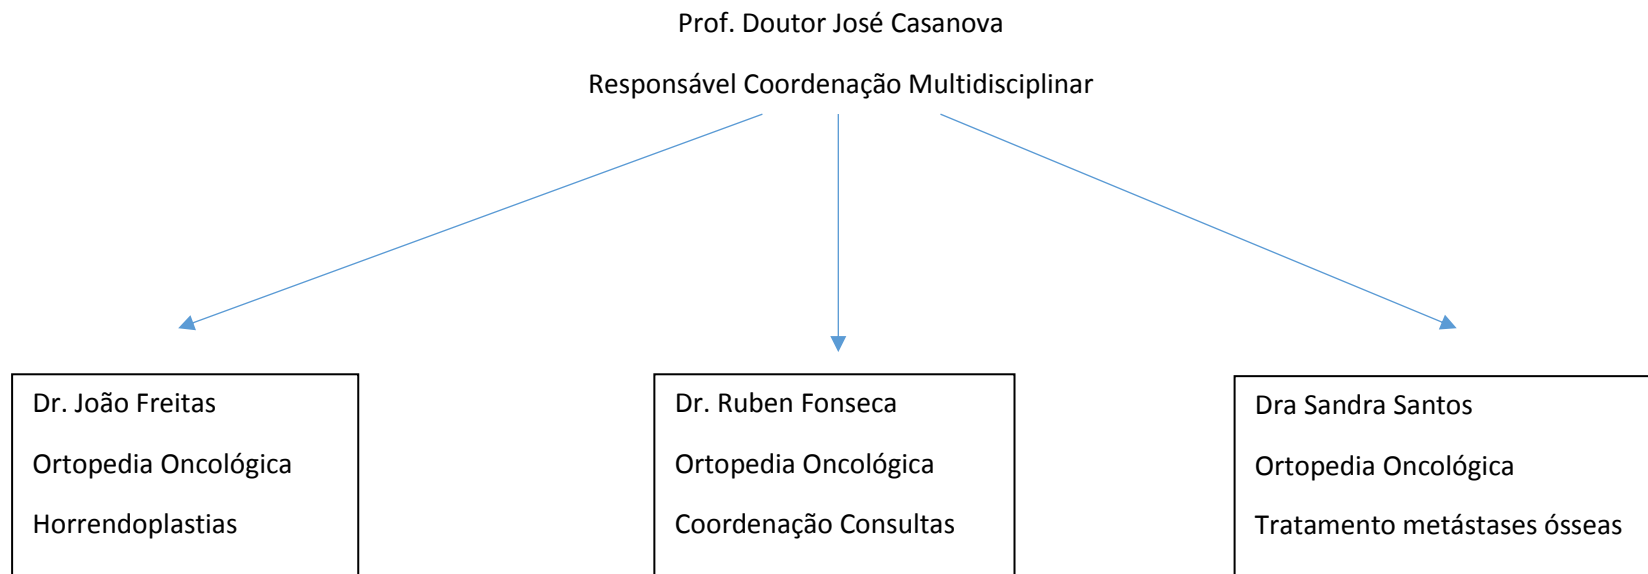 Prof. Doutor José Casanova
Responsável Coordenação Multidisciplinar
Dr. João Freitas
Ortopedia Oncológica
Horrendoplastias
Dr. Ruben Fonseca
Ortopedia Oncológica
Coordenação Consultas
Dra Sandra Santos
Ortopedia Oncológica
Tratamento metástases ósseas